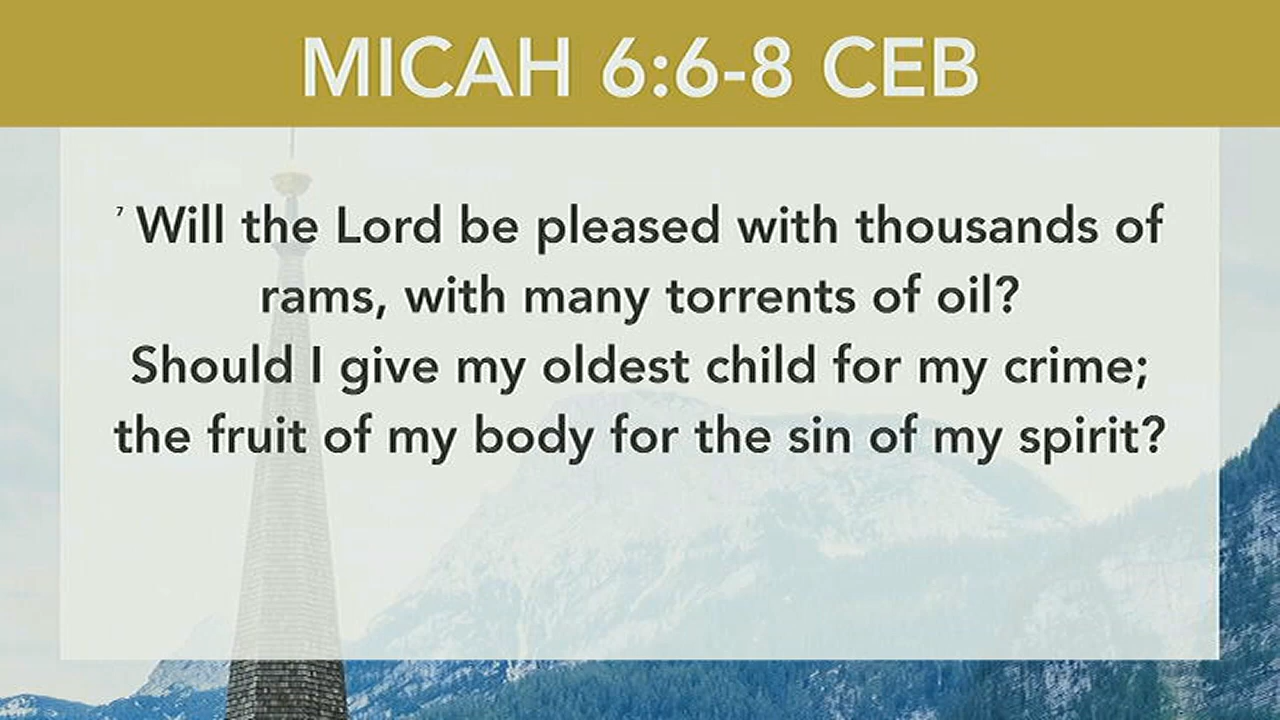 MICAH 6:6-8 CEB
7 Will the Lord be pleased with thousands of
rams, with many torrents of oil?
Should I give my oldest child for my crime;
the fruit of my body for the sin of my spirit?